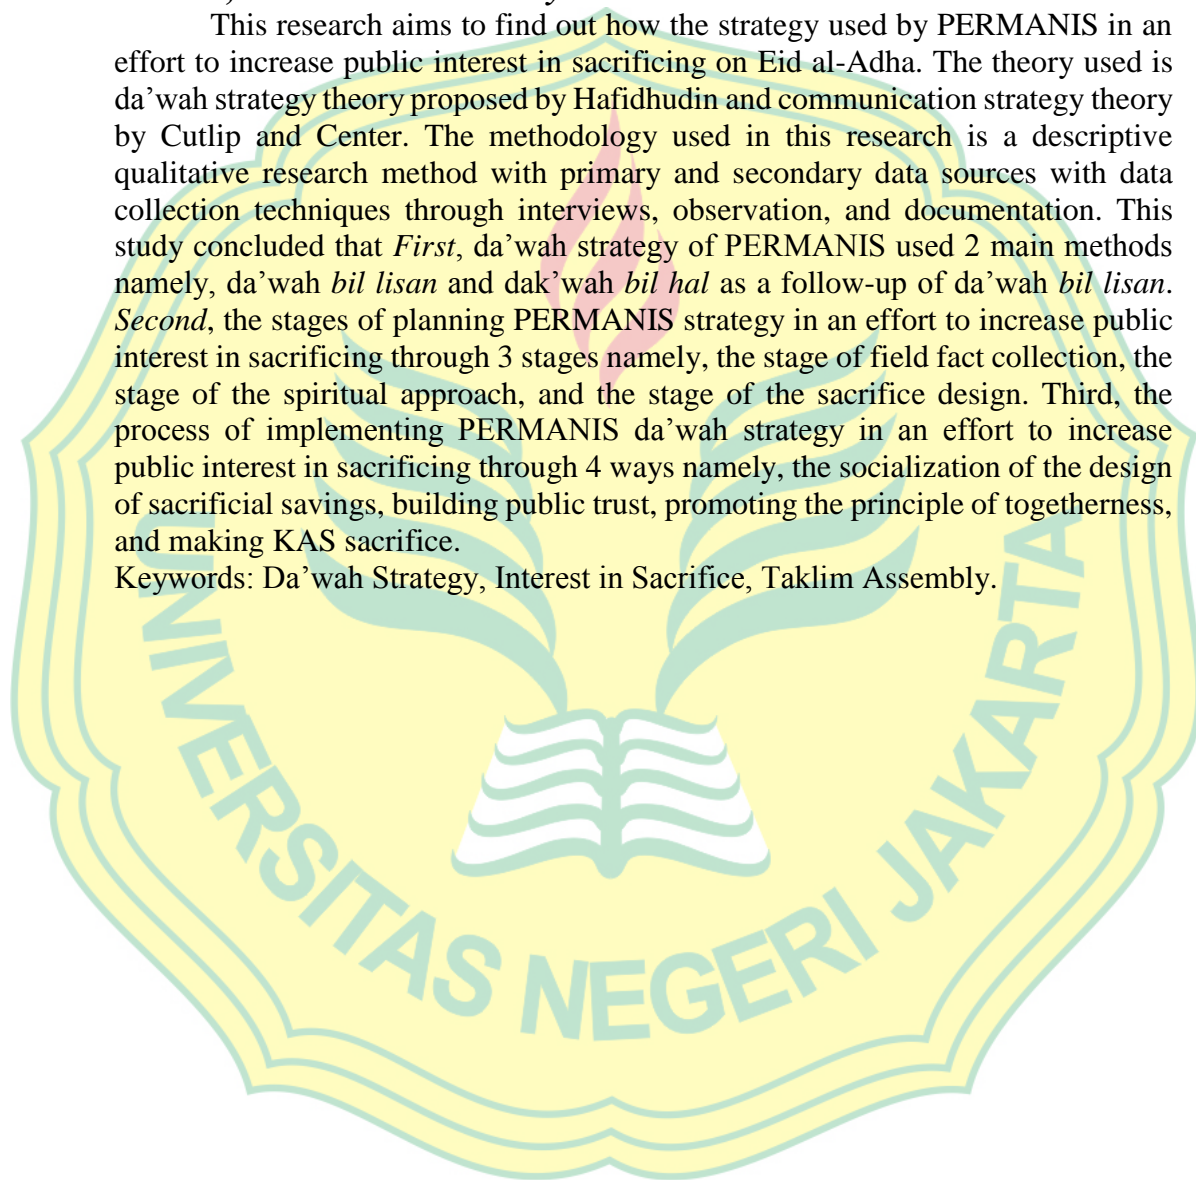 This research aims to find out how the strategy used by PERMANIS in an
effort to increase public interest in sacrificing on Eid al-Adha. The theory used is
da’wah strategy theory proposed by Hafidhudin and communication strategy theory
by Cutlip and Center. The methodology used in this research is a descriptive
qualitative research method with primary and secondary data sources with data
collection techniques through interviews, observation, and documentation. This
study concluded that First, da’wah strategy of PERMANIS used 2 main methods
namely, da’wah bil lisan and dak’wah bil hal as a follow-up of da’wah bil lisan.
Second, the stages of planning PERMANIS strategy in an effort to increase public
interest in sacrificing through 3 stages namely, the stage of field fact collection, the
stage of the spiritual approach, and the stage of the sacrifice design. Third, the
process of implementing PERMANIS da’wah strategy in an effort to increase
public interest in sacrificing through 4 ways namely, the socialization of the design
of sacrificial savings, building public trust, promoting the principle of togetherness,
and making KAS sacrifice.
Keywords: Da’wah Strategy, Interest in Sacrifice, Taklim Assembly.
UNIVERSITAS NEGERI JAKARTA